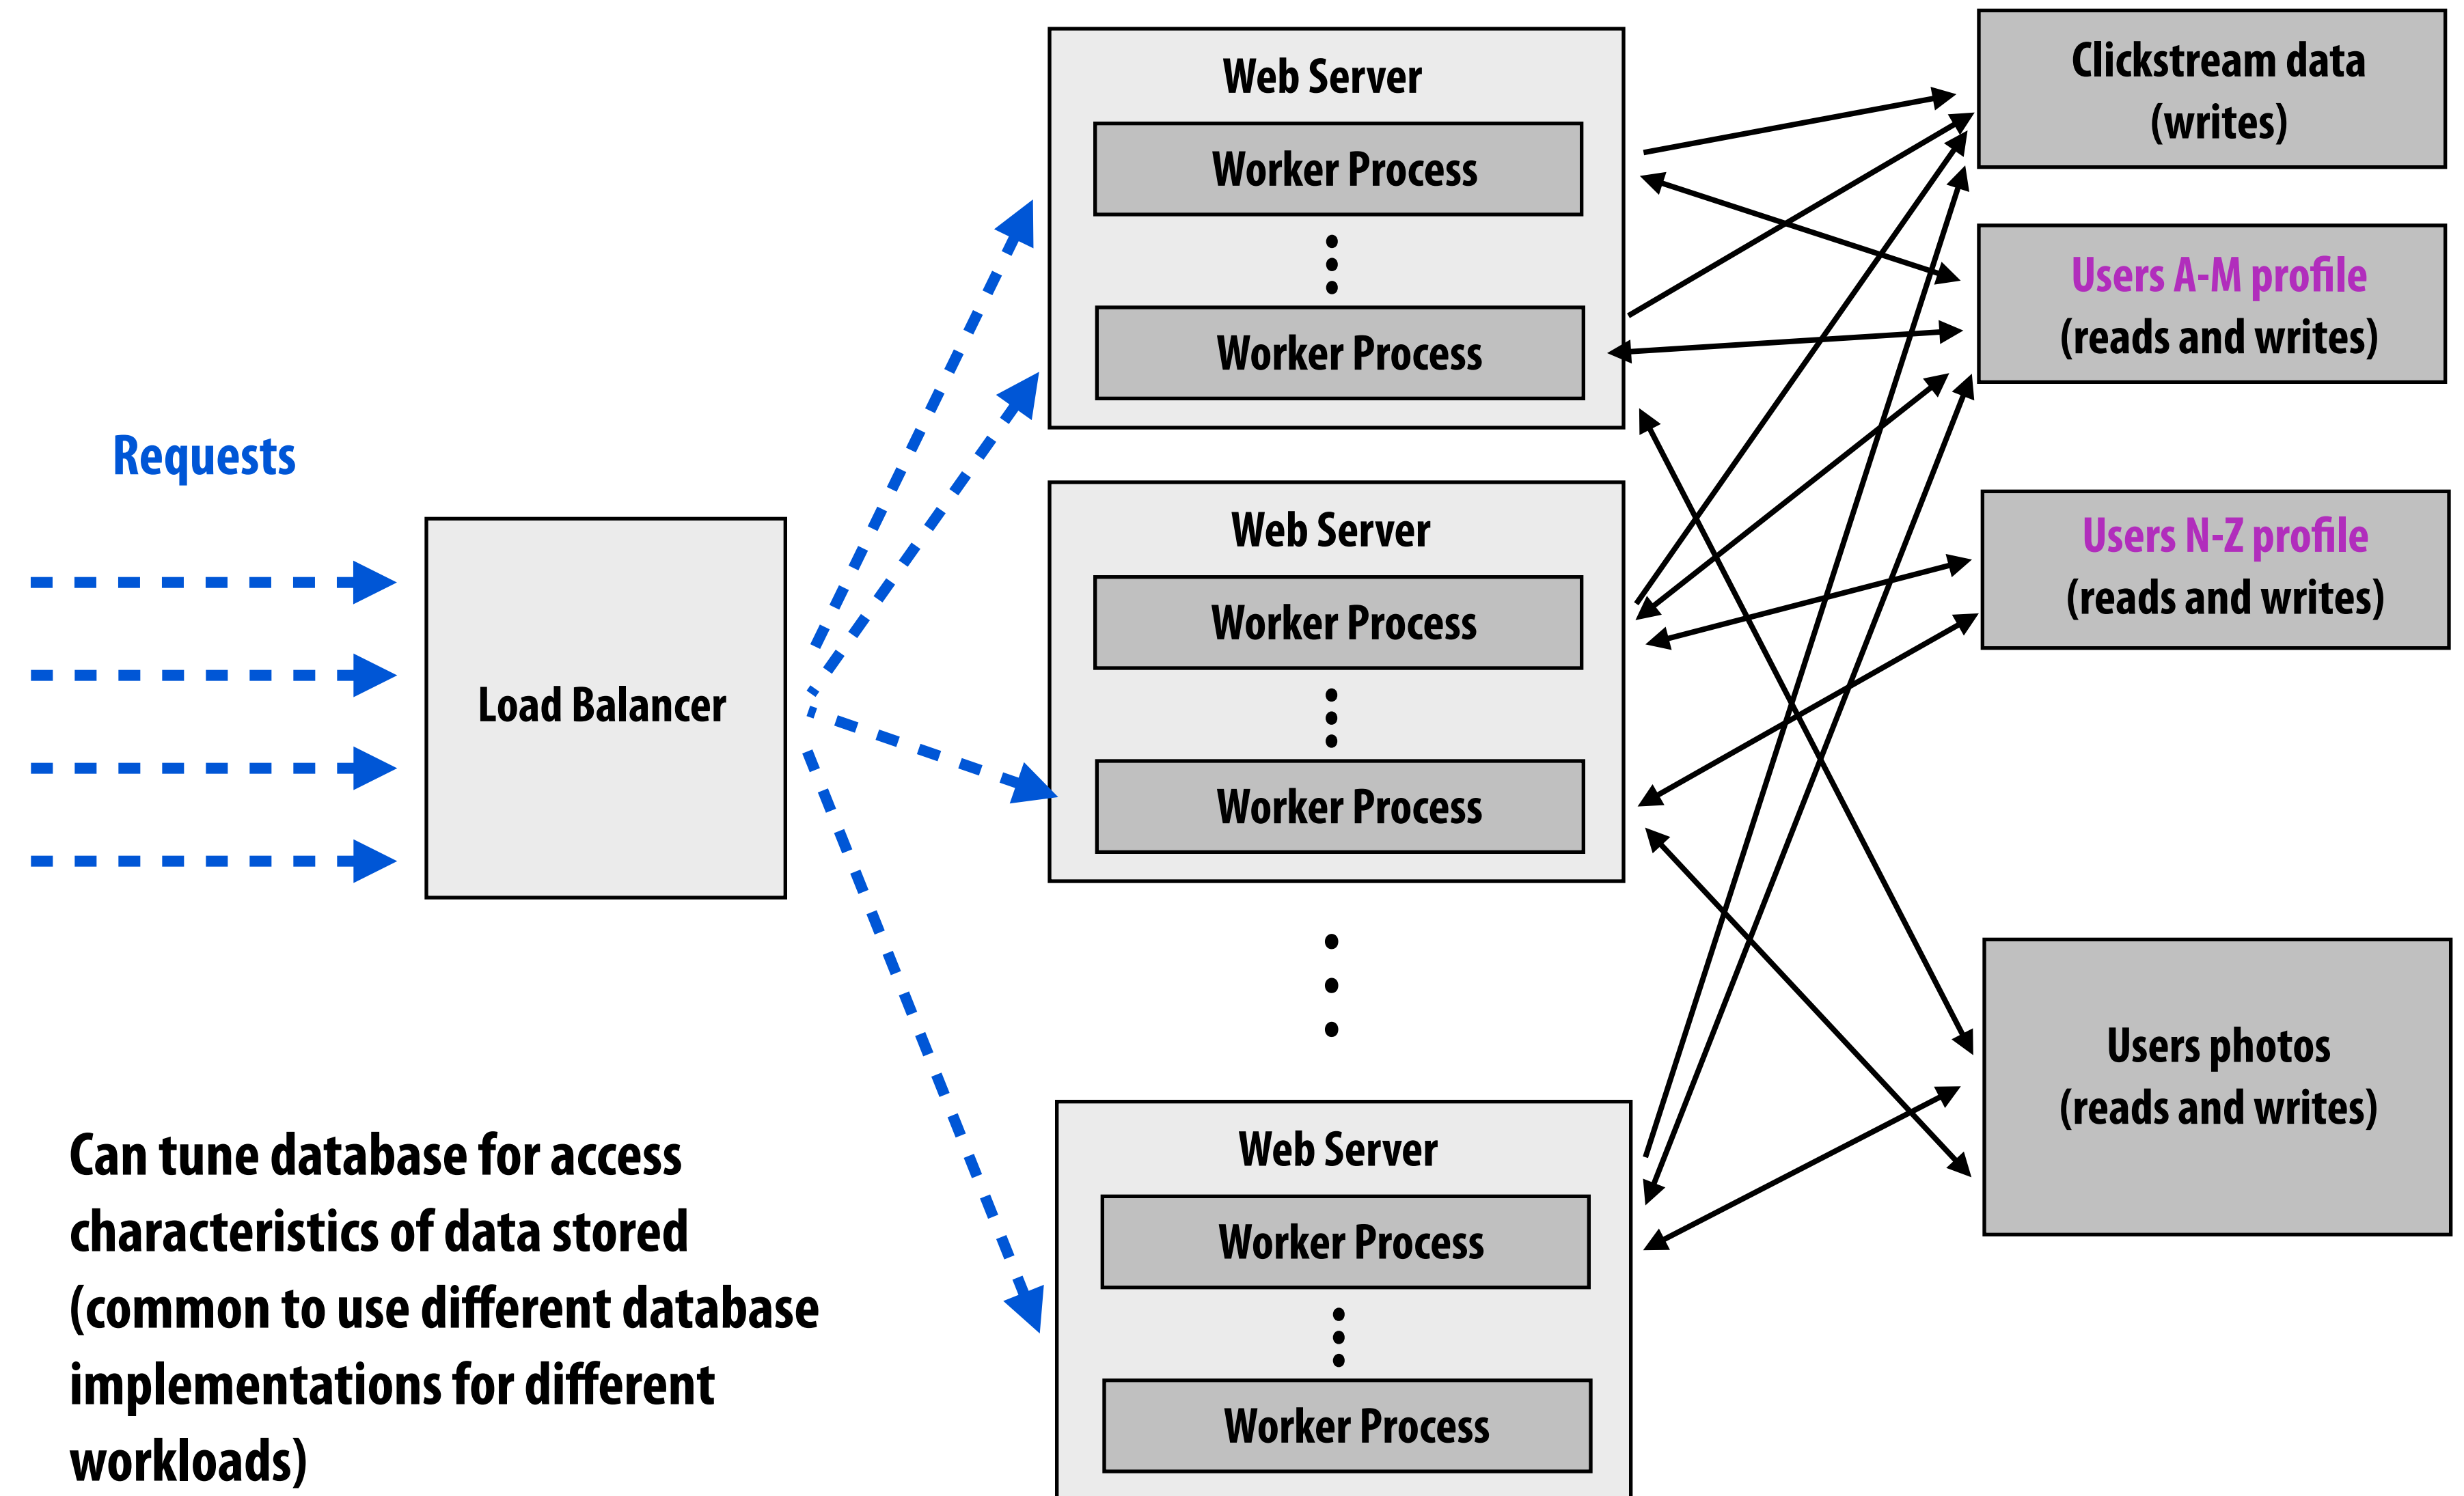 Requests
Load Balancer
Web Server
Worker Process
Worker Process
Web Server
Worker Process
Worker Process
Web Server
Worker Process
Worker Process
Clickstream data
(writes)
Users A-M profile
(reads and writes)
Users N-Z profile
(reads and writes)
Users photos
(reads and writes)
Can tune database for access
characteristics of data stored
(common to use different database
implementations for different
workloads)